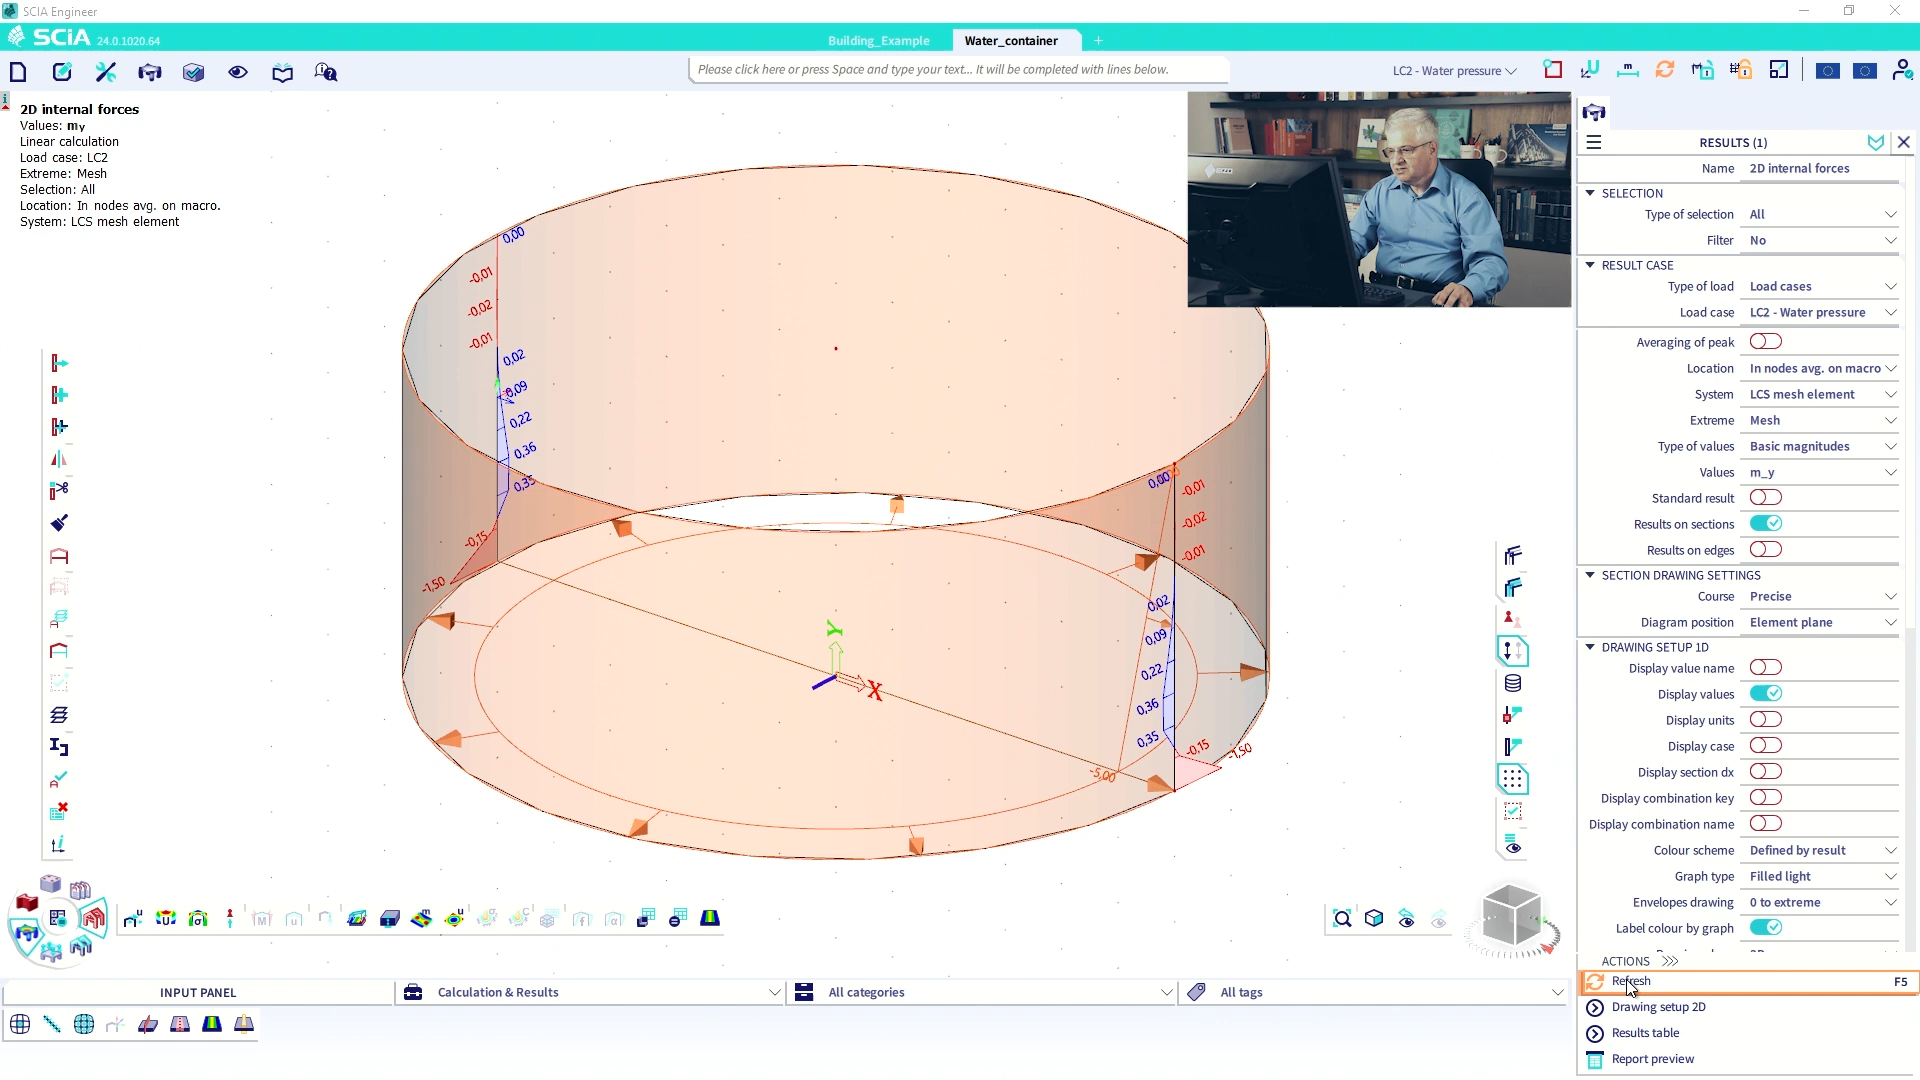 SCIA Engineer
SCIA 24.0.1020.64
Building_Example
Water_container
+
Please click here or press Space and type your text... It will be completed with lines below.
LC2 - Water pressure
2D internal forces
Values: my
Linear calculation
Load case: LC2
Extreme: Mesh
Selection: All
Location: In nodes avg. on macro.
System: LCS mesh element
0,00
-0,01
-0,02
-0,01
0,02
0,09
0,22
0,36
0,35
-0,15
-1,50
0,00
-0,01
-0,02
-0,01
0,02
0,09
0,22
0,36
0,35
-0,15
-1,50
-5,00
Y
X
RESULTS (1)
Name 2D internal forces
SELECTION
Type of selection All
Filter No
RESULT CASE
Type of load Load cases
Load case LC2 - Water pressure
Averaging of peak
Location In nodes avg. on macro
System LCS mesh element
Extreme Mesh
Type of values Basic magnitudes
Values m_y
Standard result
Results on sections
Results on edges
SECTION DRAWING SETTINGS
Course Precise
Diagram position Element plane
DRAWING SETUP 1D
Display value name
Display values
Display units
Display case
Display section dx
Display combination key
Display combination name
Colour scheme Defined by result
Graph type Filled light
Envelopes drawing 0 to extreme
Label colour by graph
ACTIONS >>>
Refresh F5
Drawing setup 2D
Results table
Report preview
INPUT PANEL
Calculation & Results
All categories
All tags